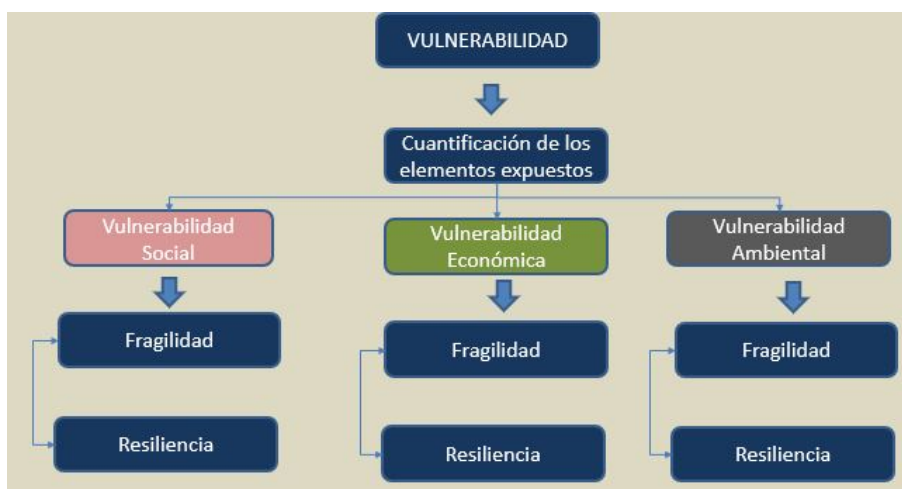 VULNERABILIDAD
Cuantificación de los
elementos expuestos
Vulnerabilidad
Social
Vulnerabilidad
Económica
Vulnerabilidad
Ambiental
Fragilidad
Fragilidad
Fragilidad
Resiliencia
Resiliencia
Resiliencia